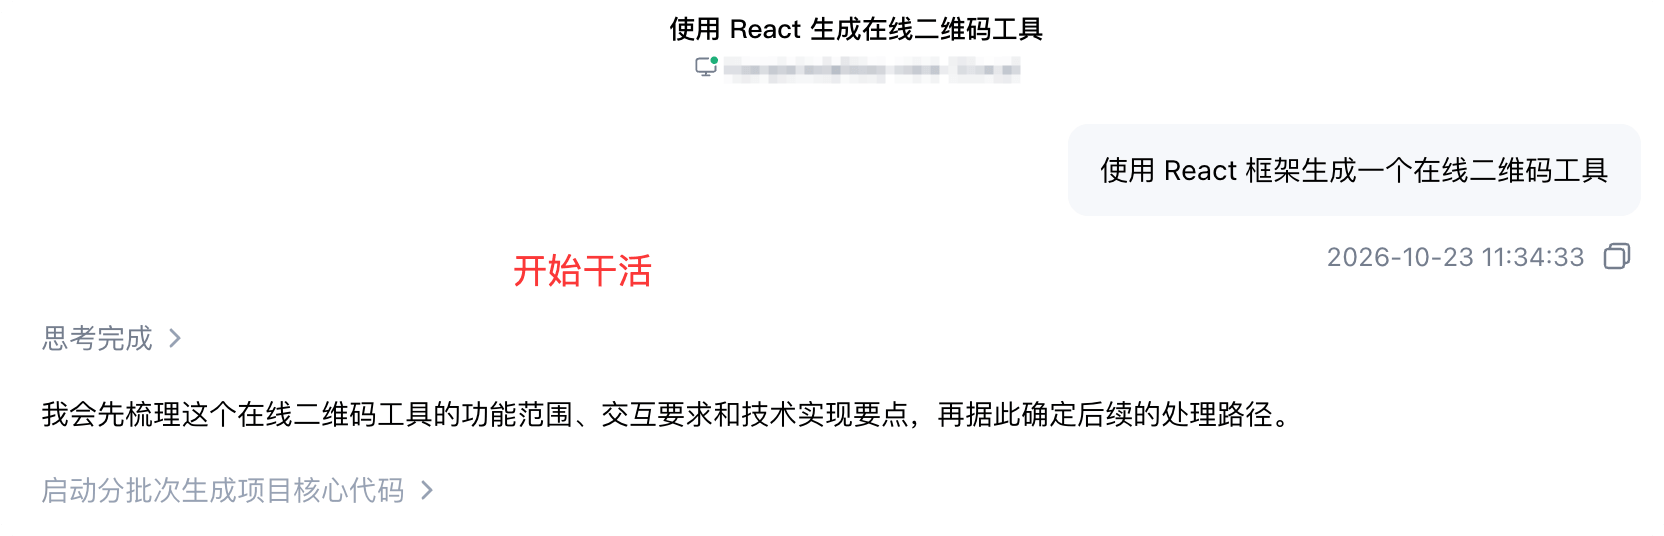 使用 React 生成在线二维码工具
使用 React 框架生成一个在线二维码工具
2026-10-23 11:34:33
开始干活
思考完成
我会先梳理这个在线二维码工具的功能范围、交互要求和技术实现要点，再据此确定后续的处理路径。
启动分批次生成项目核心代码